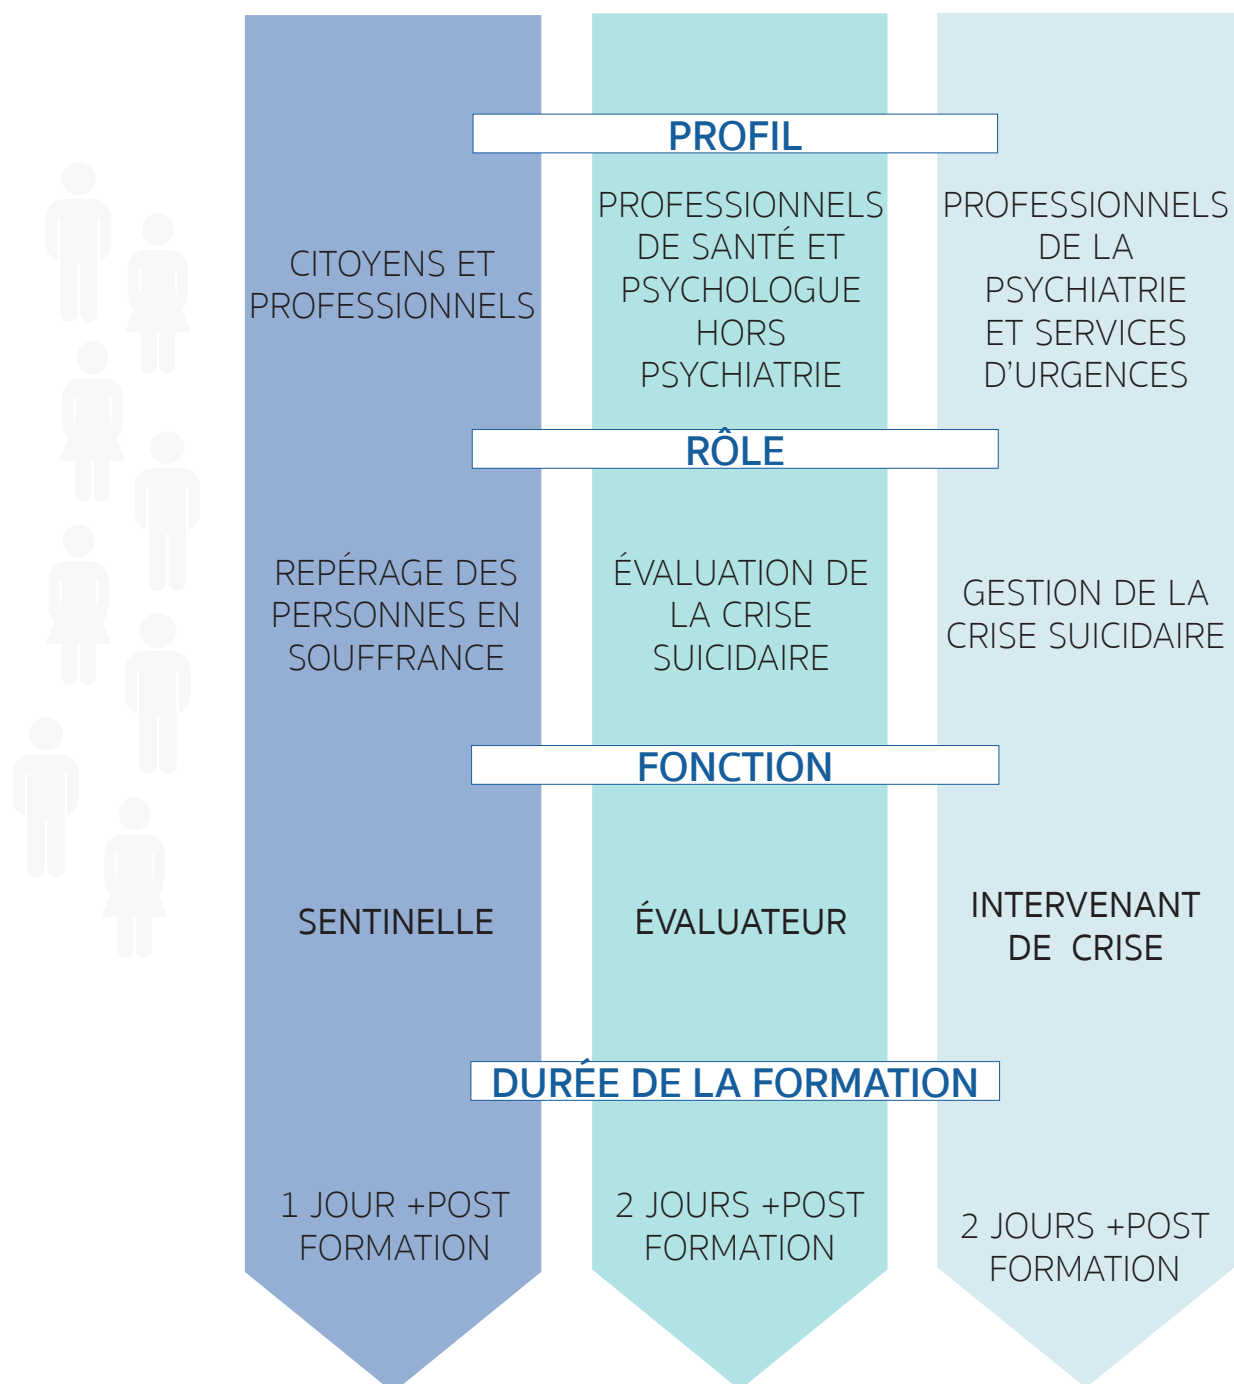 PROFIL
CITOYENS ET
PROFESSIONNELS
PROFESSIONNELS
DE SANTÉ ET
PSYCHOLOGUE
HORS
PSYCHIATRIE
PROFESSIONNELS
DE LA
PSYCHIATRIE
ET SERVICES
D'URGENCES
RÔLE
REPÉRAGE DES
PERSONNES EN
SOUFFRANCE
ÉVALUATION DE
LA CRISE
SUICIDAIRE
GESTION DE LA
CRISE SUICIDAIRE
FONCTION
SENTINELLE
ÉVALUATEUR
INTERVENANT
DE CRISE
DURÉE DE LA FORMATION
1 JOUR +POST
FORMATION
2 JOURS +POST
FORMATION
2 JOURS +POST
FORMATION